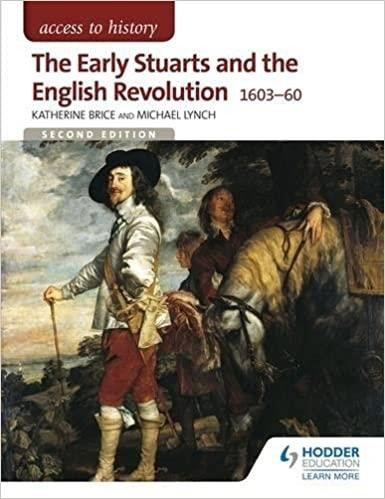 access to history
The Early Stuarts and the
English Revolution 1603–60
KATHERINE BRICE AND MICHAEL LYNCH
SECOND EDITION
HODDER
EDUCATION
LEARN MORE